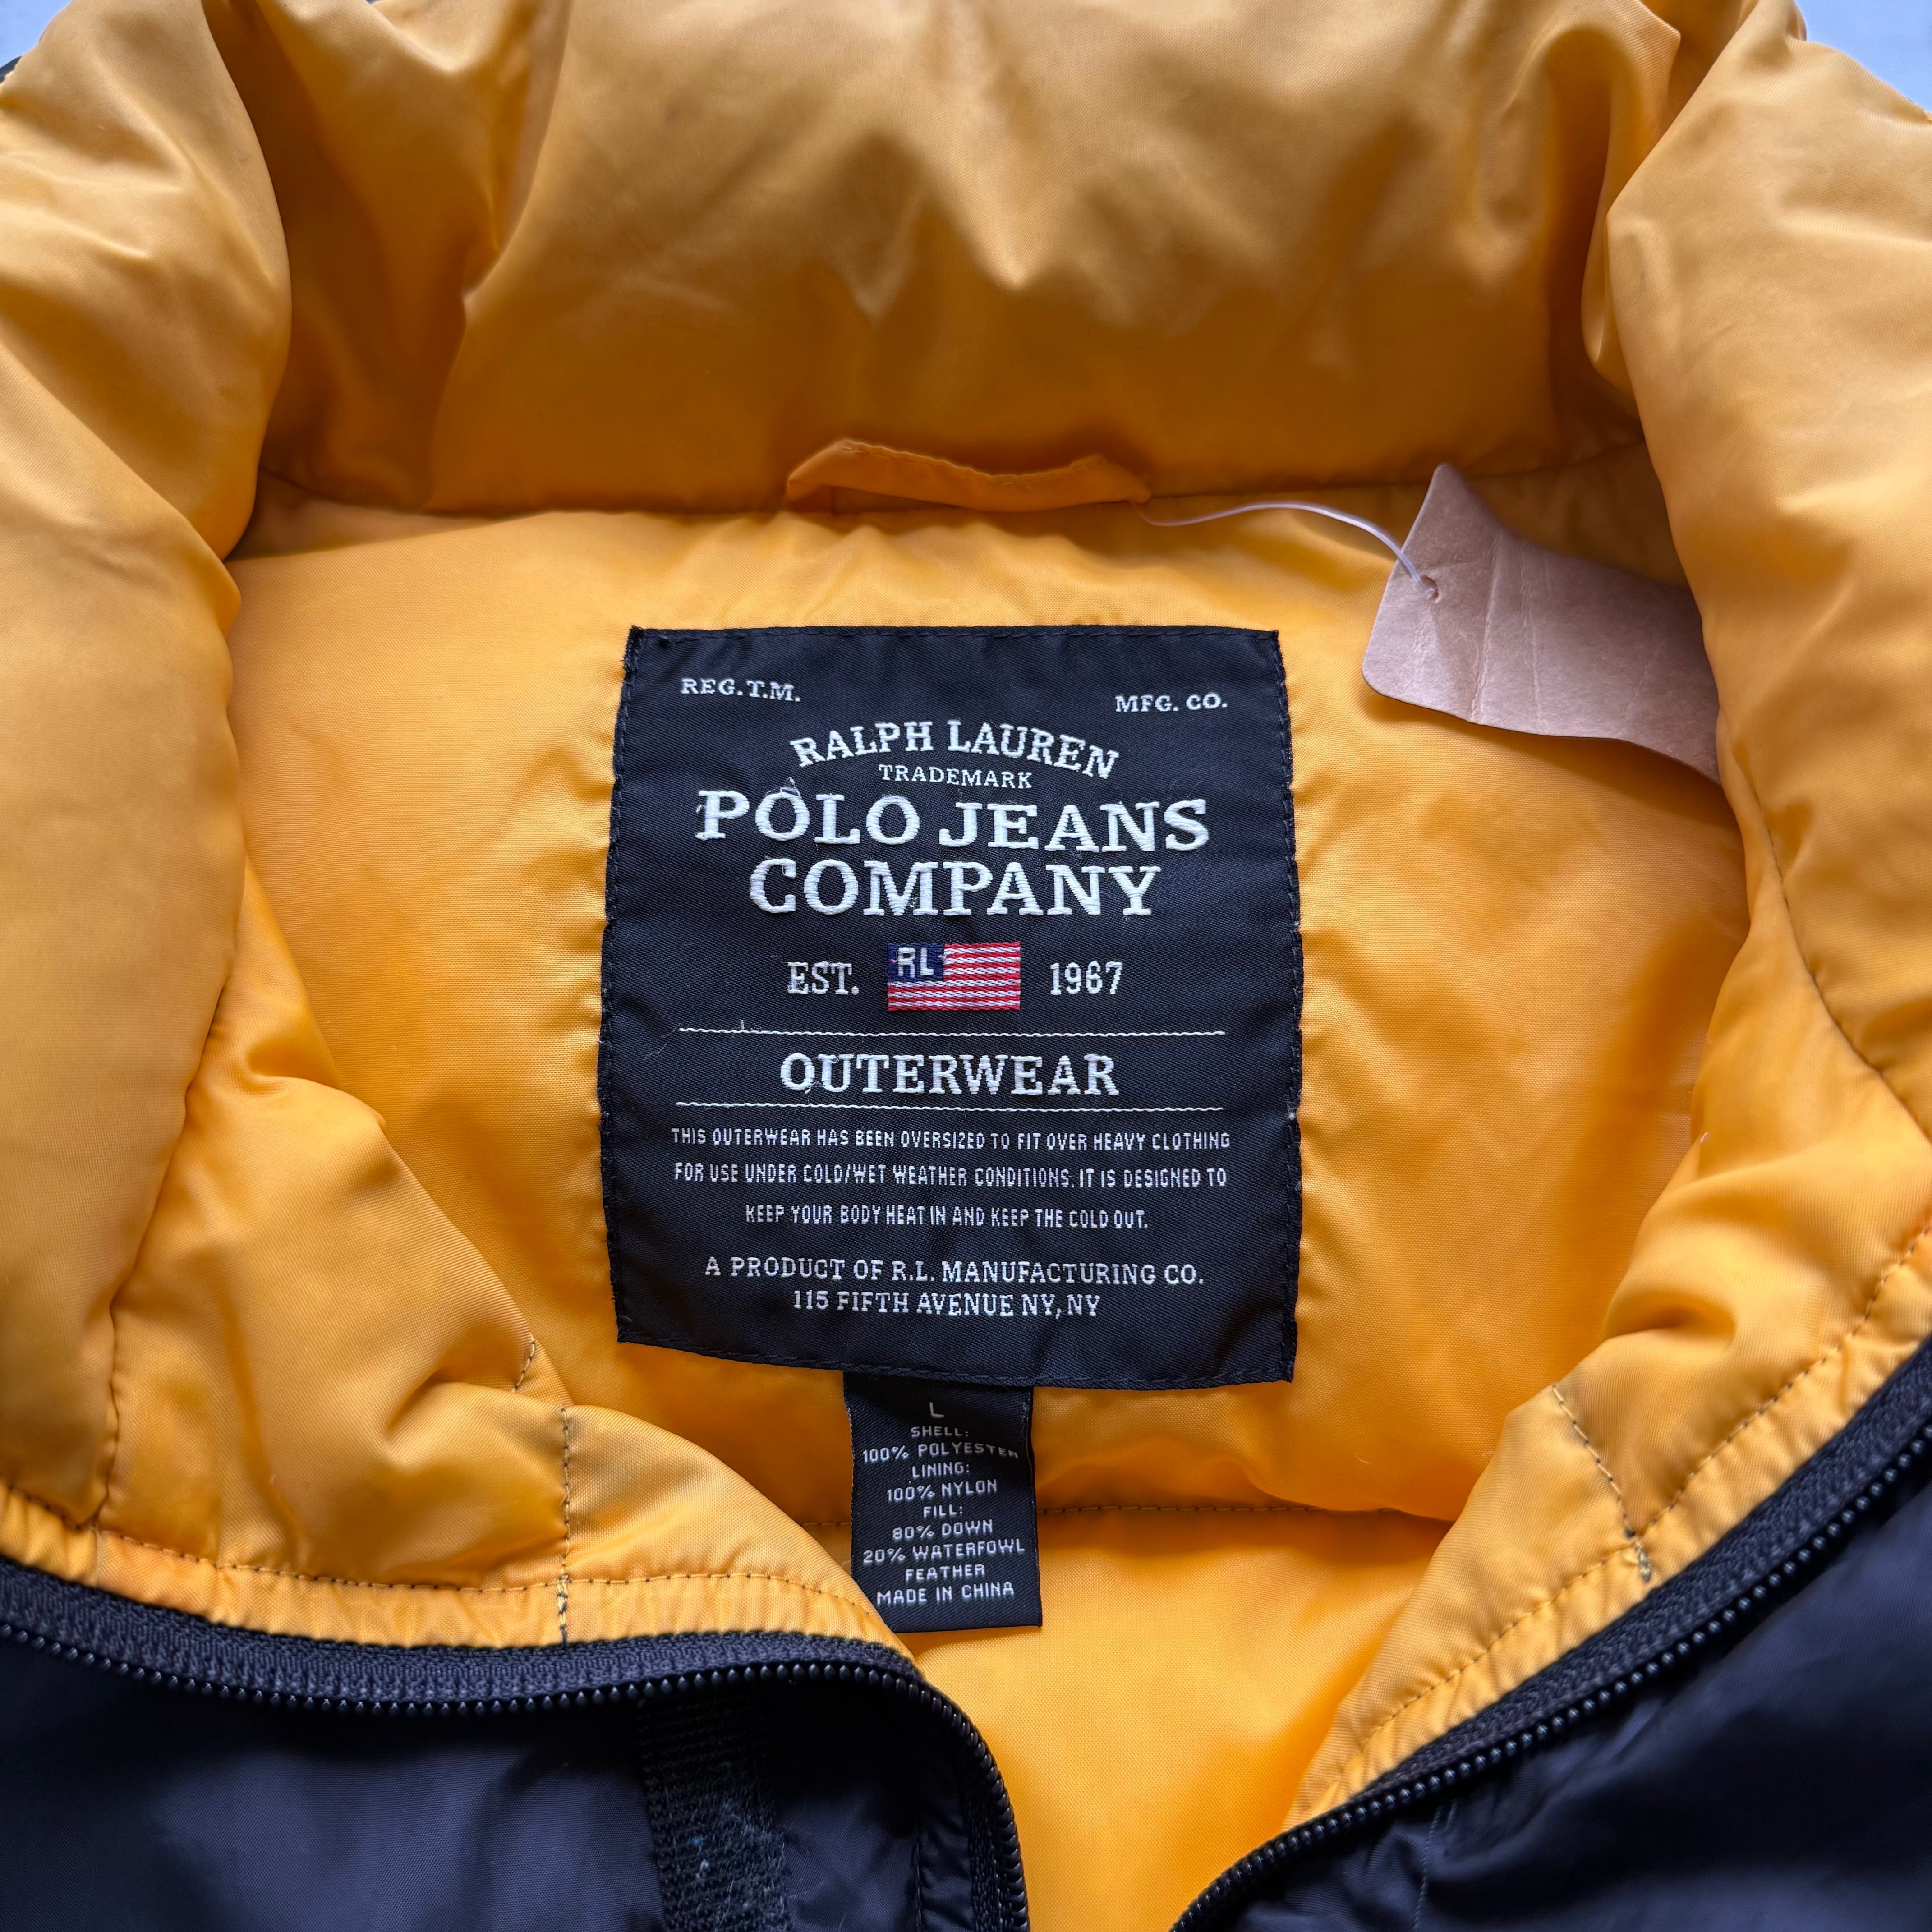 REG.T.M.
MFG. CO.
RALPH LAUREN
TRADEMARK
POLO JEANS
COMPANY
EST. RL 1967
OUTERWEAR
THIS OUTERWEAR HAS BEEN OVERSIZED TO FIT OVER HEAVY CLOTHING
FOR USE UNDER COLD/WET WEATHER CONDITIONS. IT IS DESIGNED TO
KEEP YOUR BODY HEAT IN AND KEEP THE COLD OUT.
A PRODUCT OF R.L. MANUFACTURING CO.
115 FIFTH AVENUE NY, NY
L
SHELL:
100% POLYESTER
LINING:
100% NYLON
FILL:
80% DOWN
20% WATERFOWL
FEATHER
MADE IN CHINA